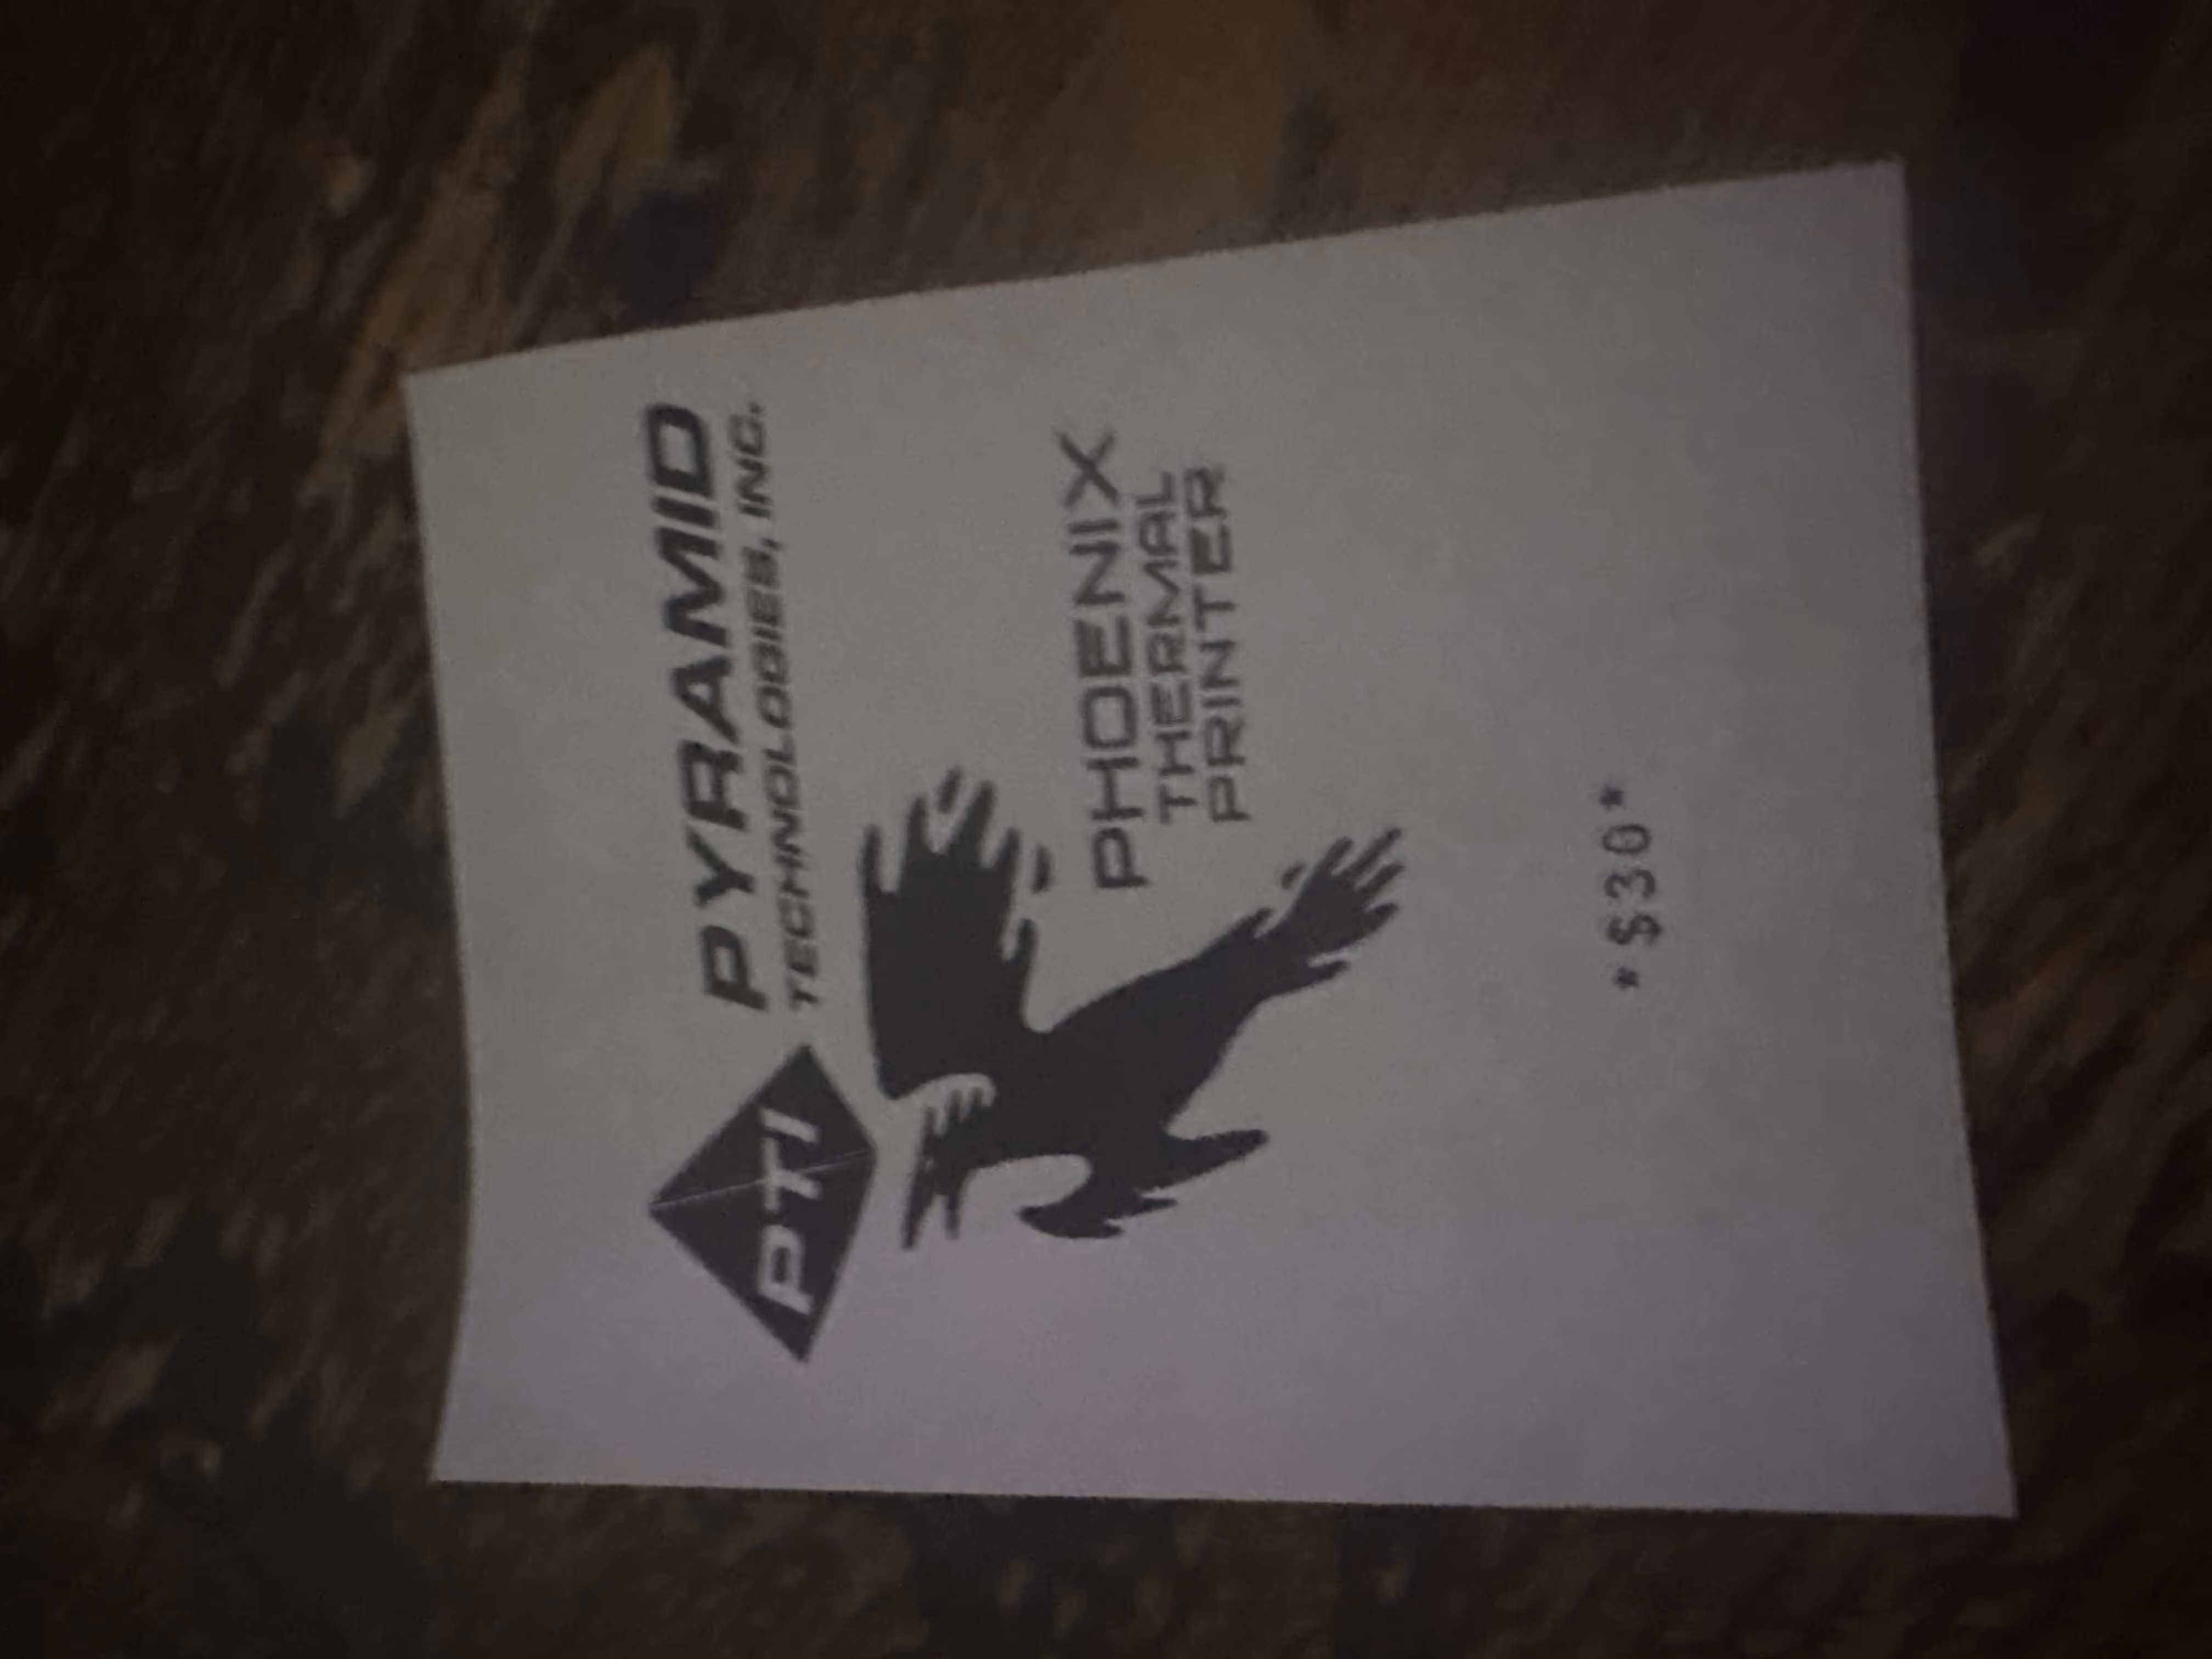 PTI
PYRAMID
TECHNOLOGIES, INC.
PHOENIX
THERMAL
PRINTER
*$30*